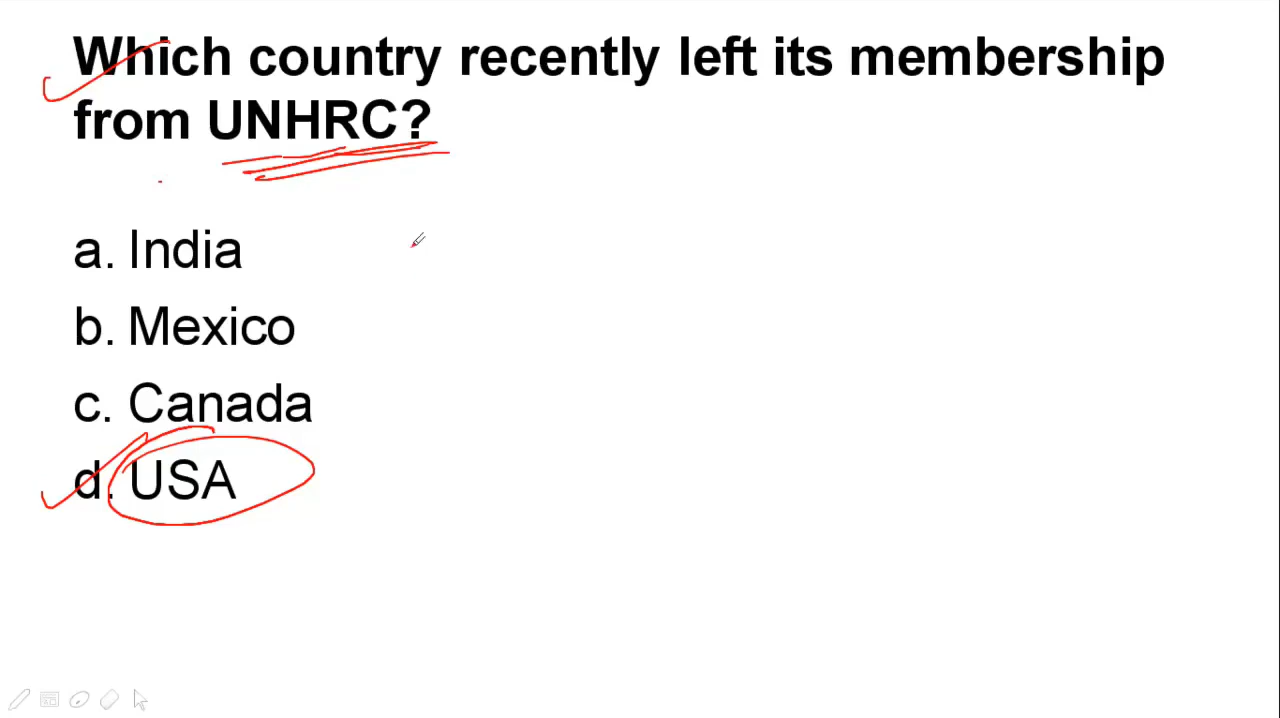 Which country recently left its membership
from UNHRC?
a. India
b. Mexico
c. Canada
d. USA